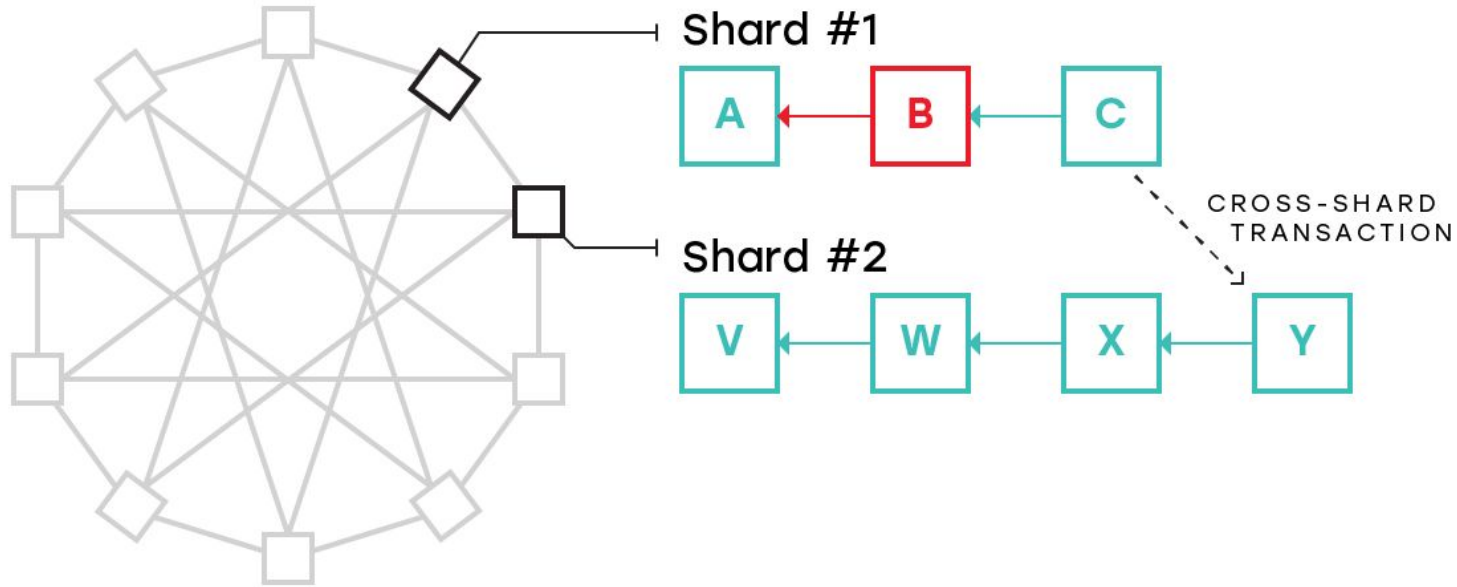 Shard #1
A B C
CROSS-SHARD
TRANSACTION
Shard #2
V W X Y